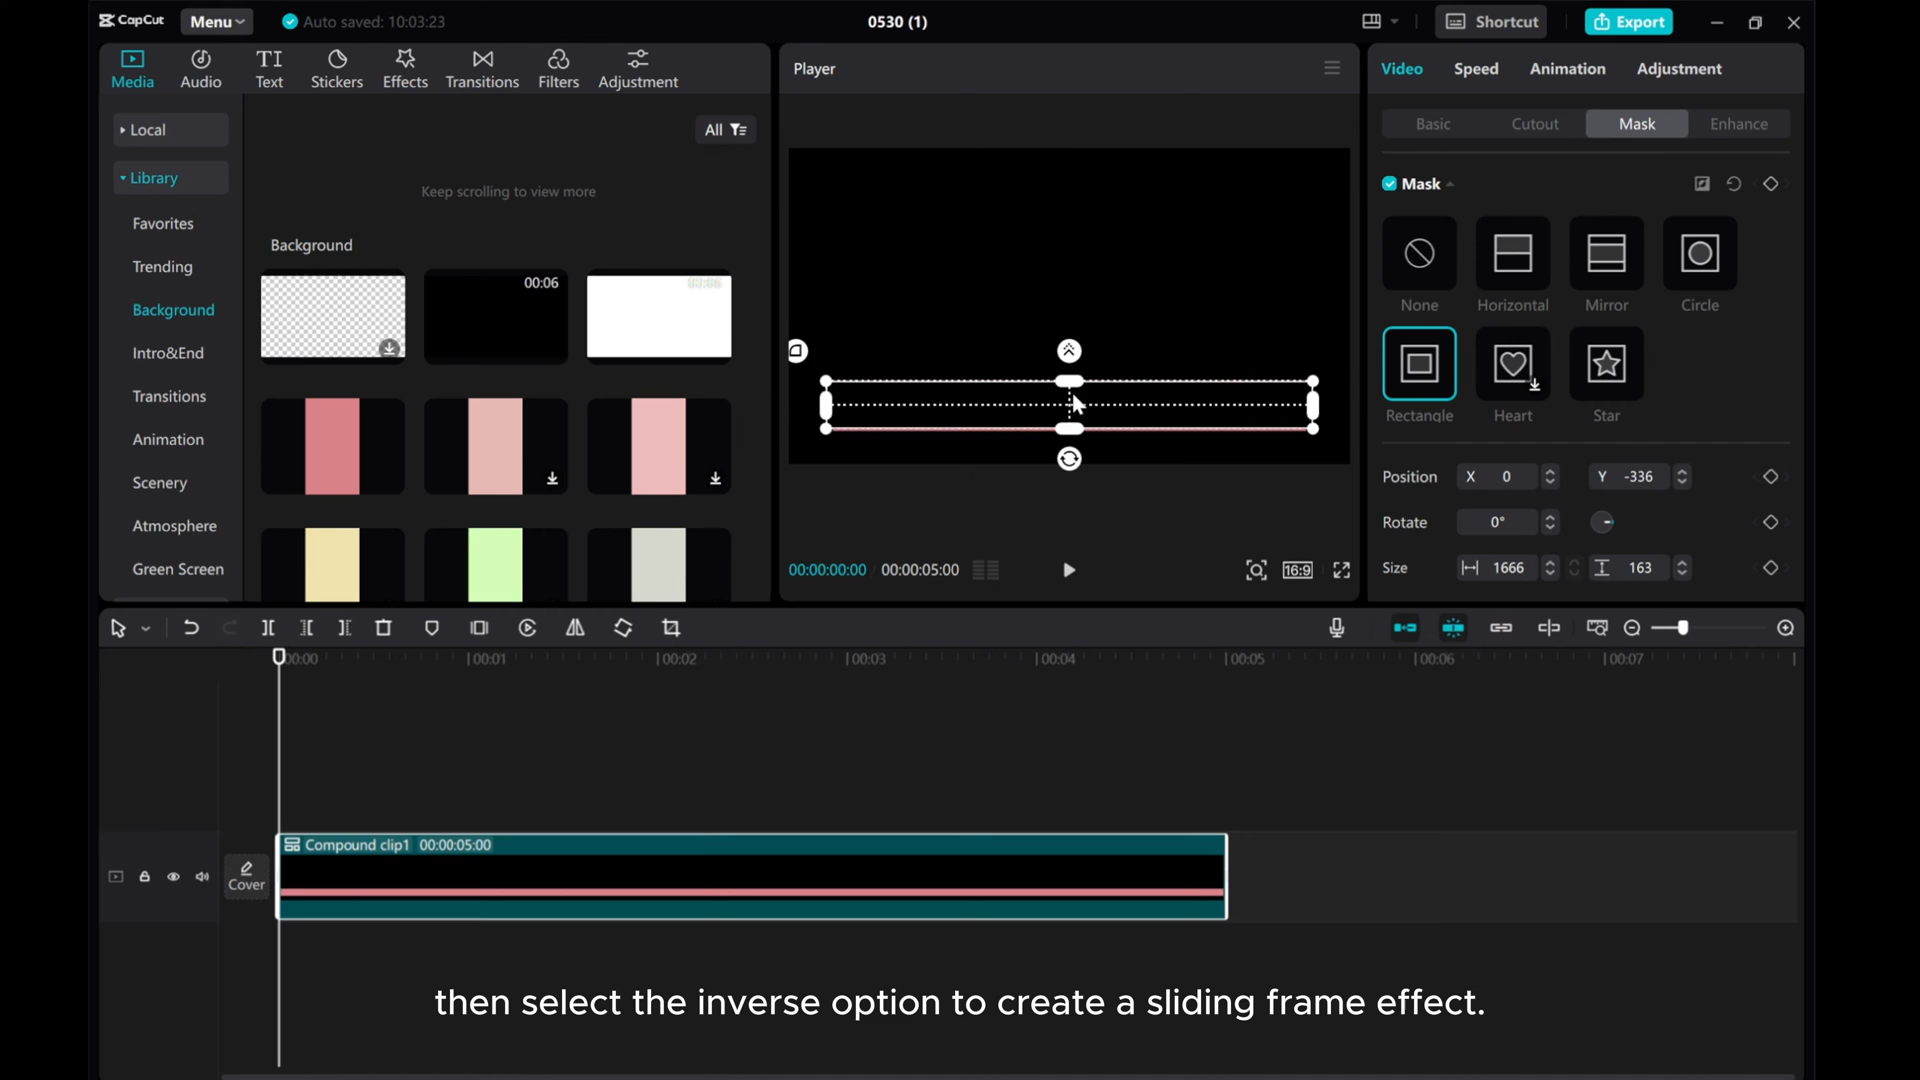 CapCut
Menu
Auto saved: 10:03:23
0530 (1)
Shortcut
Export
Media
Audio
Text
Stickers
Effects
Transitions
Filters
Adjustment
Local
Library
Favorites
Trending
Background
Intro&End
Transitions
Animation
Scenery
Atmosphere
Green Screen
All
Keep scrolling to view more
Background
00:06
00:06
Player
00:00:00:00 / 00:00:05:00
16:9
Video
Speed
Animation
Adjustment
Basic
Cutout
Mask
Enhance
Mask
None
Horizontal
Mirror
Circle
Rectangle
Heart
Star
Position X 0 Y -336
Rotate 0°
Size 1666 163
00:00
00:01
00:02
00:03
00:04
00:05
00:06
00:07
Cover
Compound clip1 00:00:05:00
then select the inverse option to create a sliding frame effect.